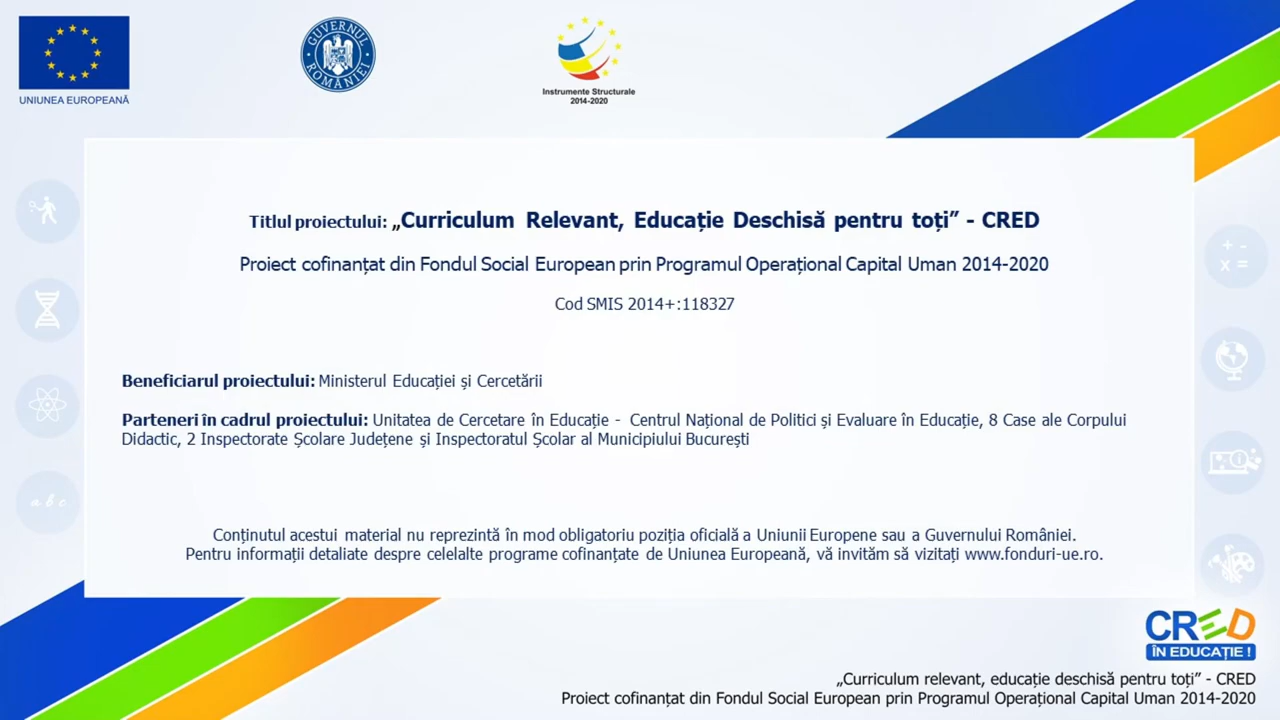 UNIUNEA EUROPEANĂ
GUVERNUL ROMÂNIEI
Instrumente Structurale
2014-2020
Titlul proiectului: „Curriculum Relevant, Educație Deschisă pentru toți” - CRED
Proiect cofinanțat din Fondul Social European prin Programul Operațional Capital Uman 2014-2020
Cod SMIS 2014+:118327
+ -
x =
Beneficiarul proiectului: Ministerul Educației și Cercetării
Parteneri în cadrul proiectului: Unitatea de Cercetare în Educație - Centrul Național de Politici și Evaluare în Educație, 8 Case ale Corpului
Didactic, 2 Inspectorate Școlare Județene și Inspectoratul Școlar al Municipiului București
a b c
Conținutul acestui material nu reprezintă în mod obligatoriu poziția oficială a Uniunii Europene sau a Guvernului României.
Pentru informații detaliate despre celelalte programe cofinanțate de Uniunea Europeană, vă invităm să vizitați www.fonduri-ue.ro.
CRED
ÎN EDUCAȚIE !
„Curriculum relevant, educație deschisă pentru toți” - CRED
Proiect cofinanțat din Fondul Social European prin Programul Operațional Capital Uman 2014-2020